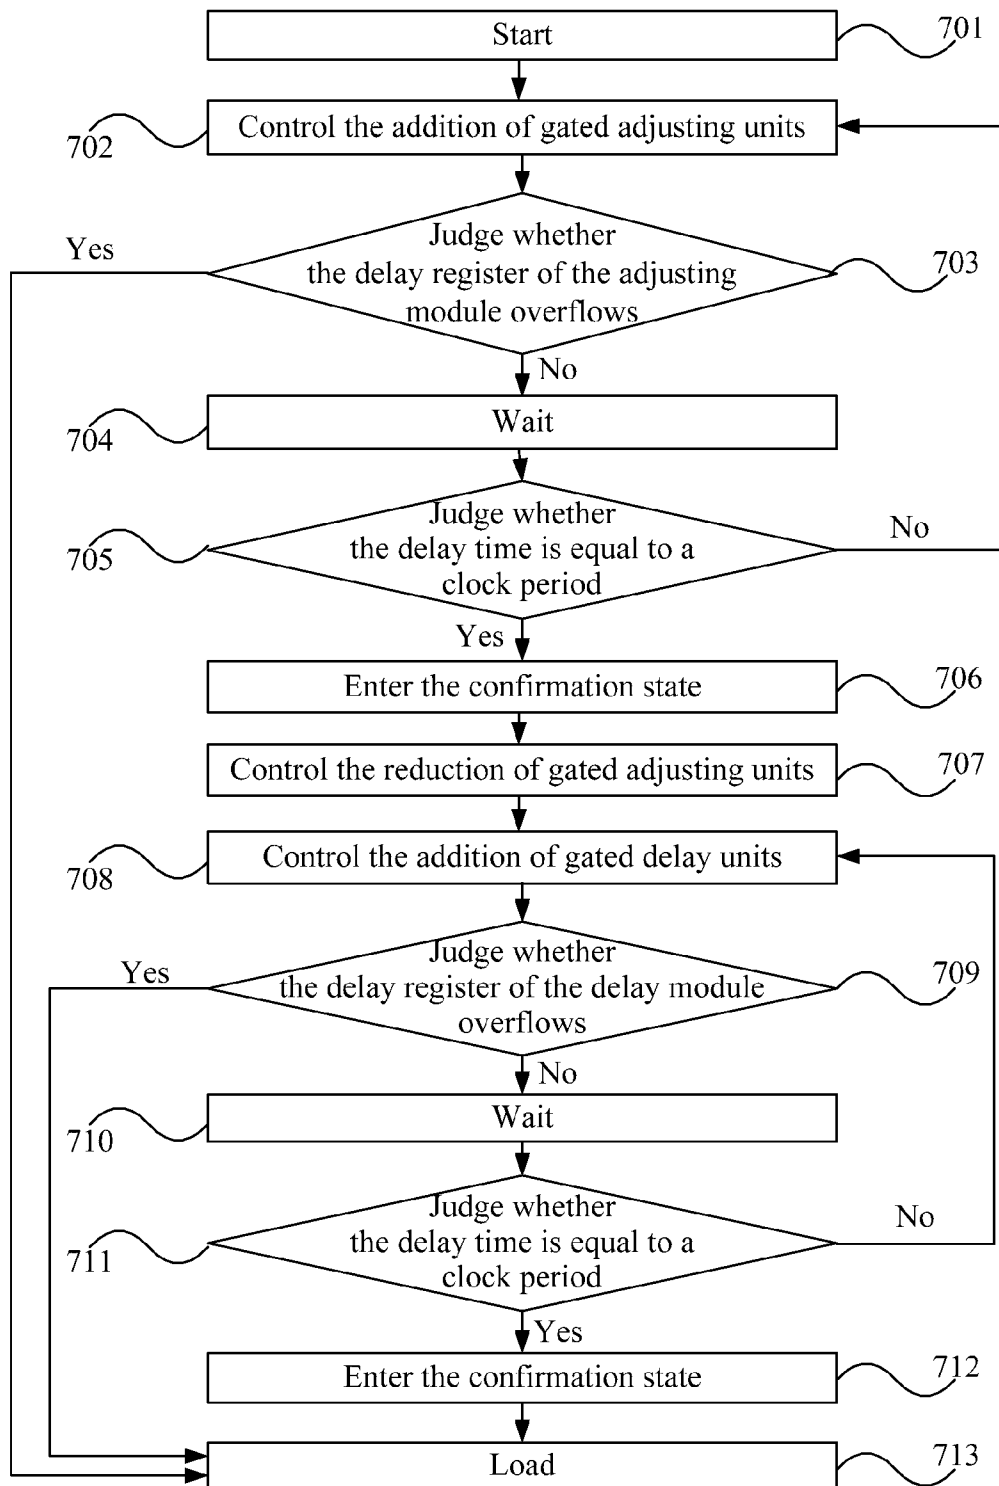 Start
701
Control the addition of gated adjusting units
702
Yes
Judge whether
the delay register of the adjusting
module overflows
703
No
Wait
704
Judge whether
the delay time is equal to a
clock period
705
No
Yes
Enter the confirmation state
706
Control the reduction of gated adjusting units
707
Control the addition of gated delay units
708
Yes
Judge whether
the delay register of the delay module
overflows
709
No
Wait
710
Judge whether
the delay time is equal to a
clock period
711
No
Yes
Enter the confirmation state
712
Load
713